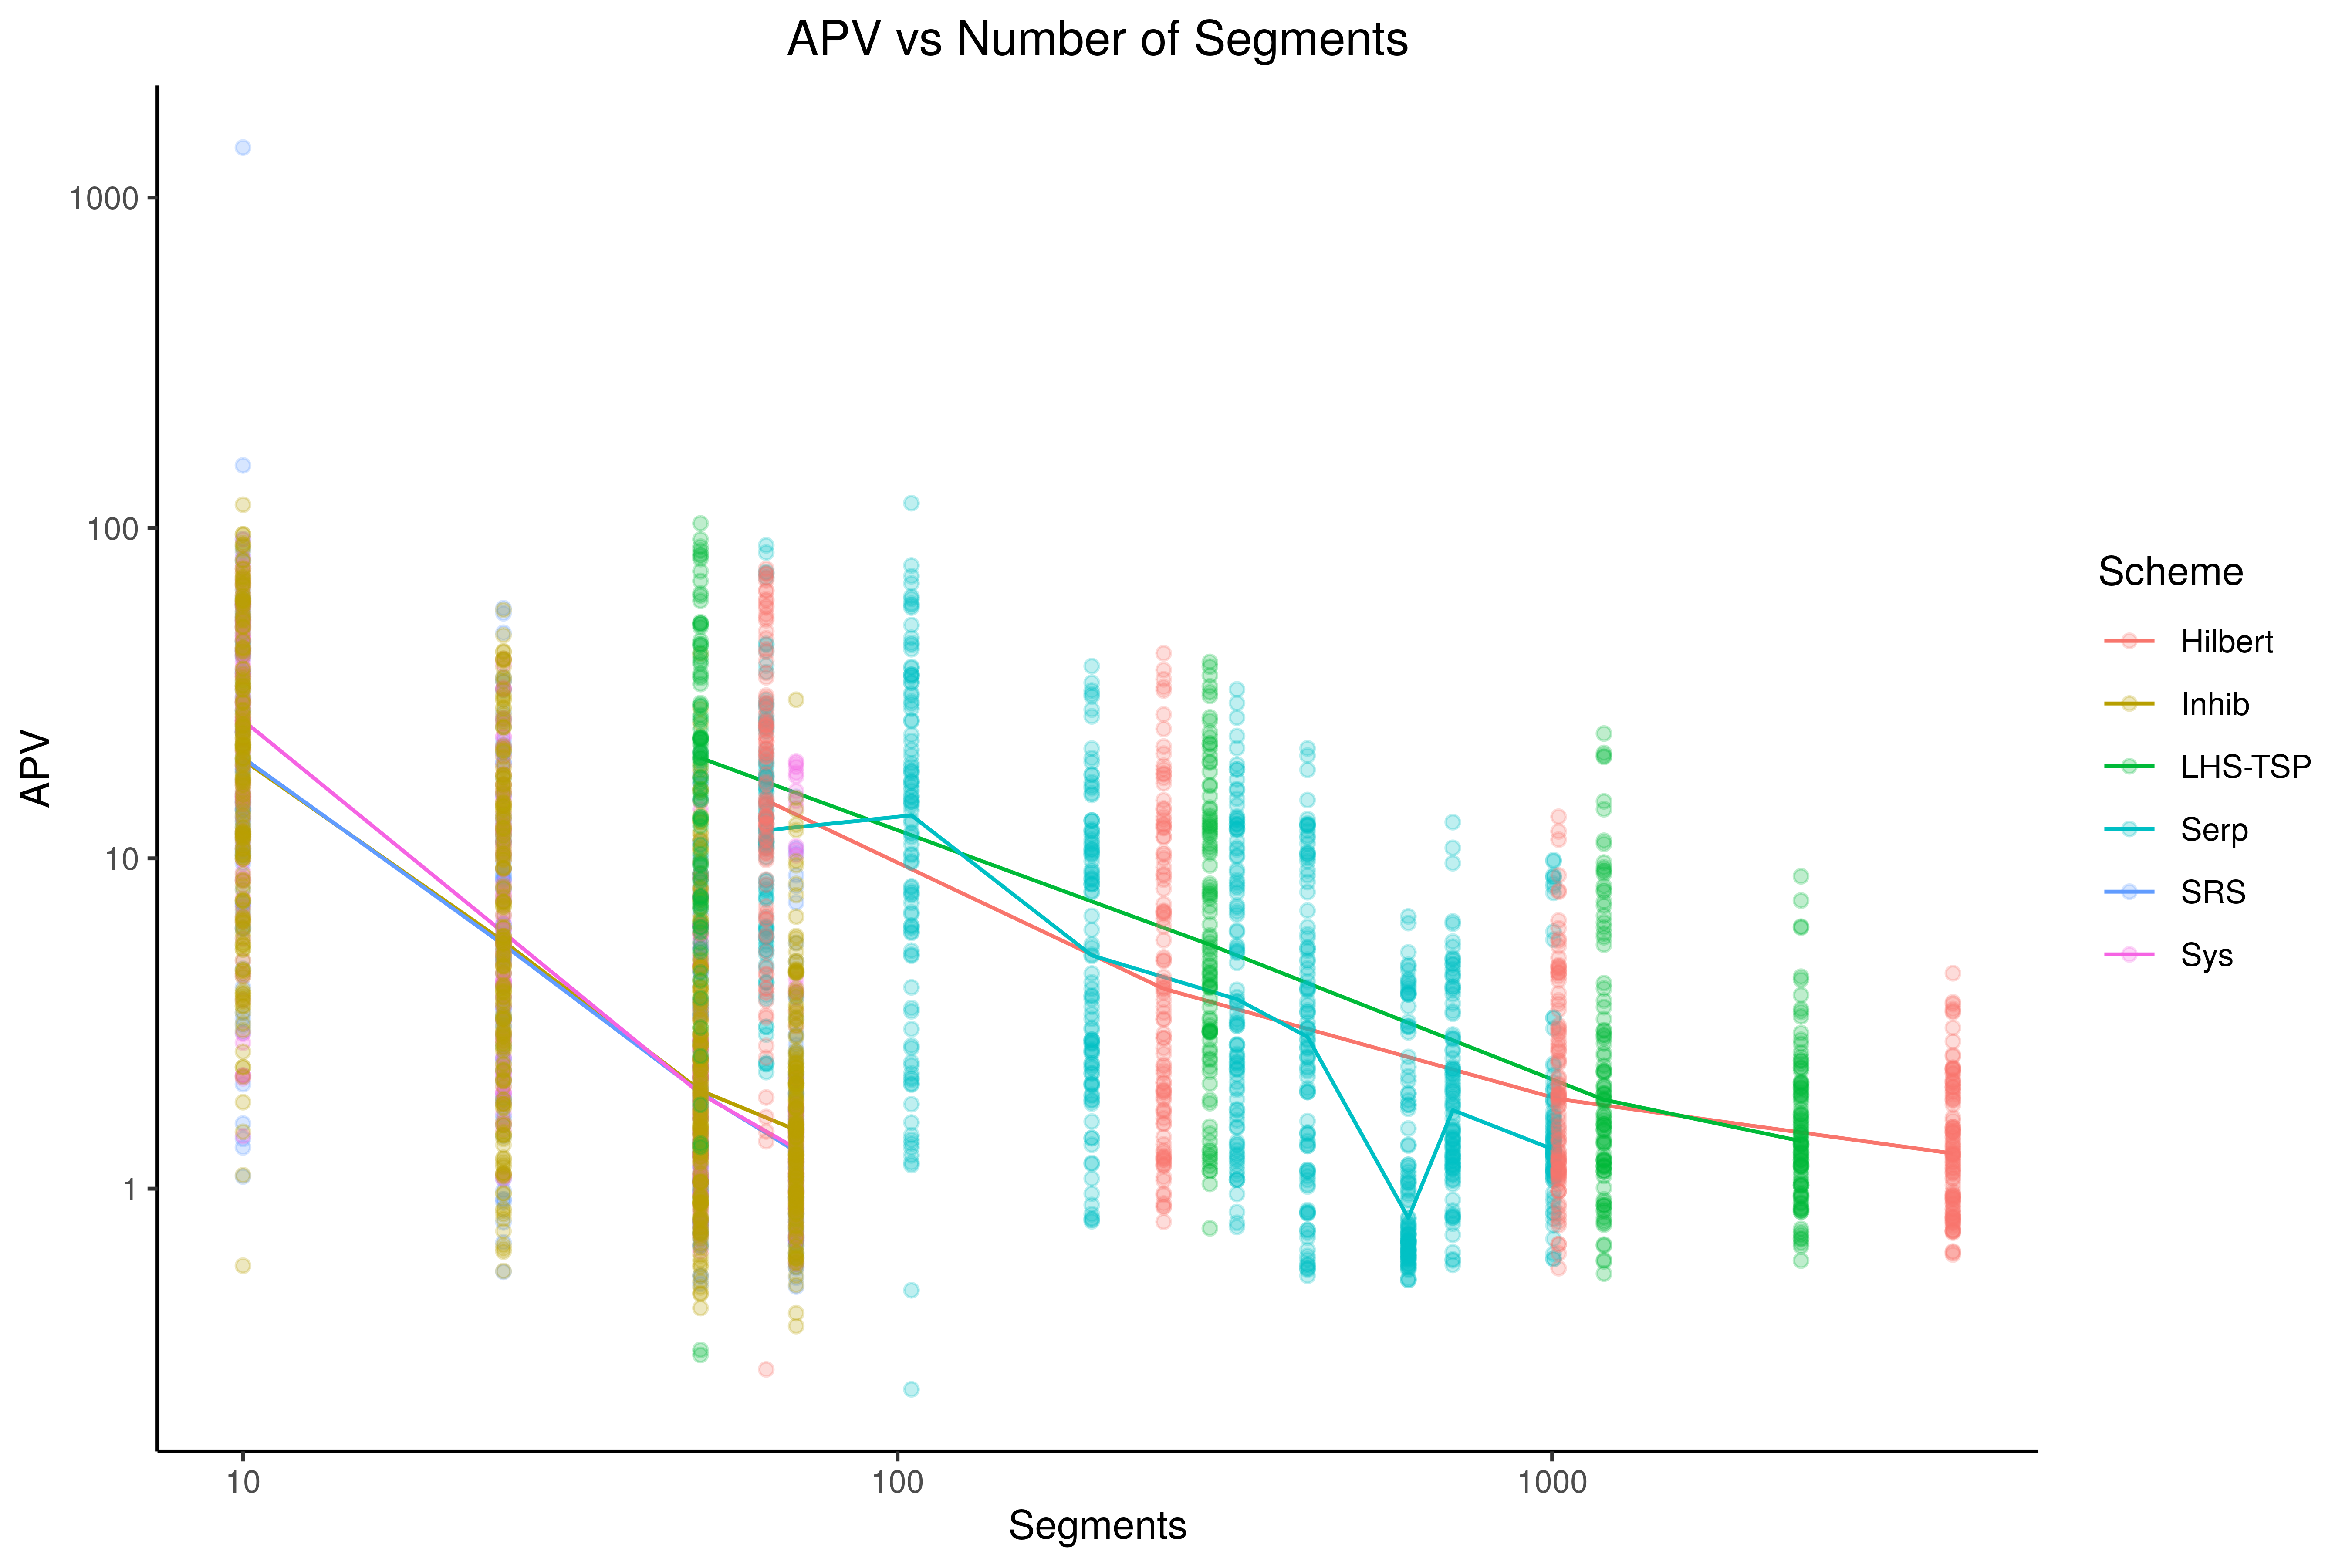 APV vs Number of Segments
APV
1000
100
10
1
10
100
1000
Segments
Scheme
Hilbert
Inhib
LHS-TSP
Serp
SRS
Sys